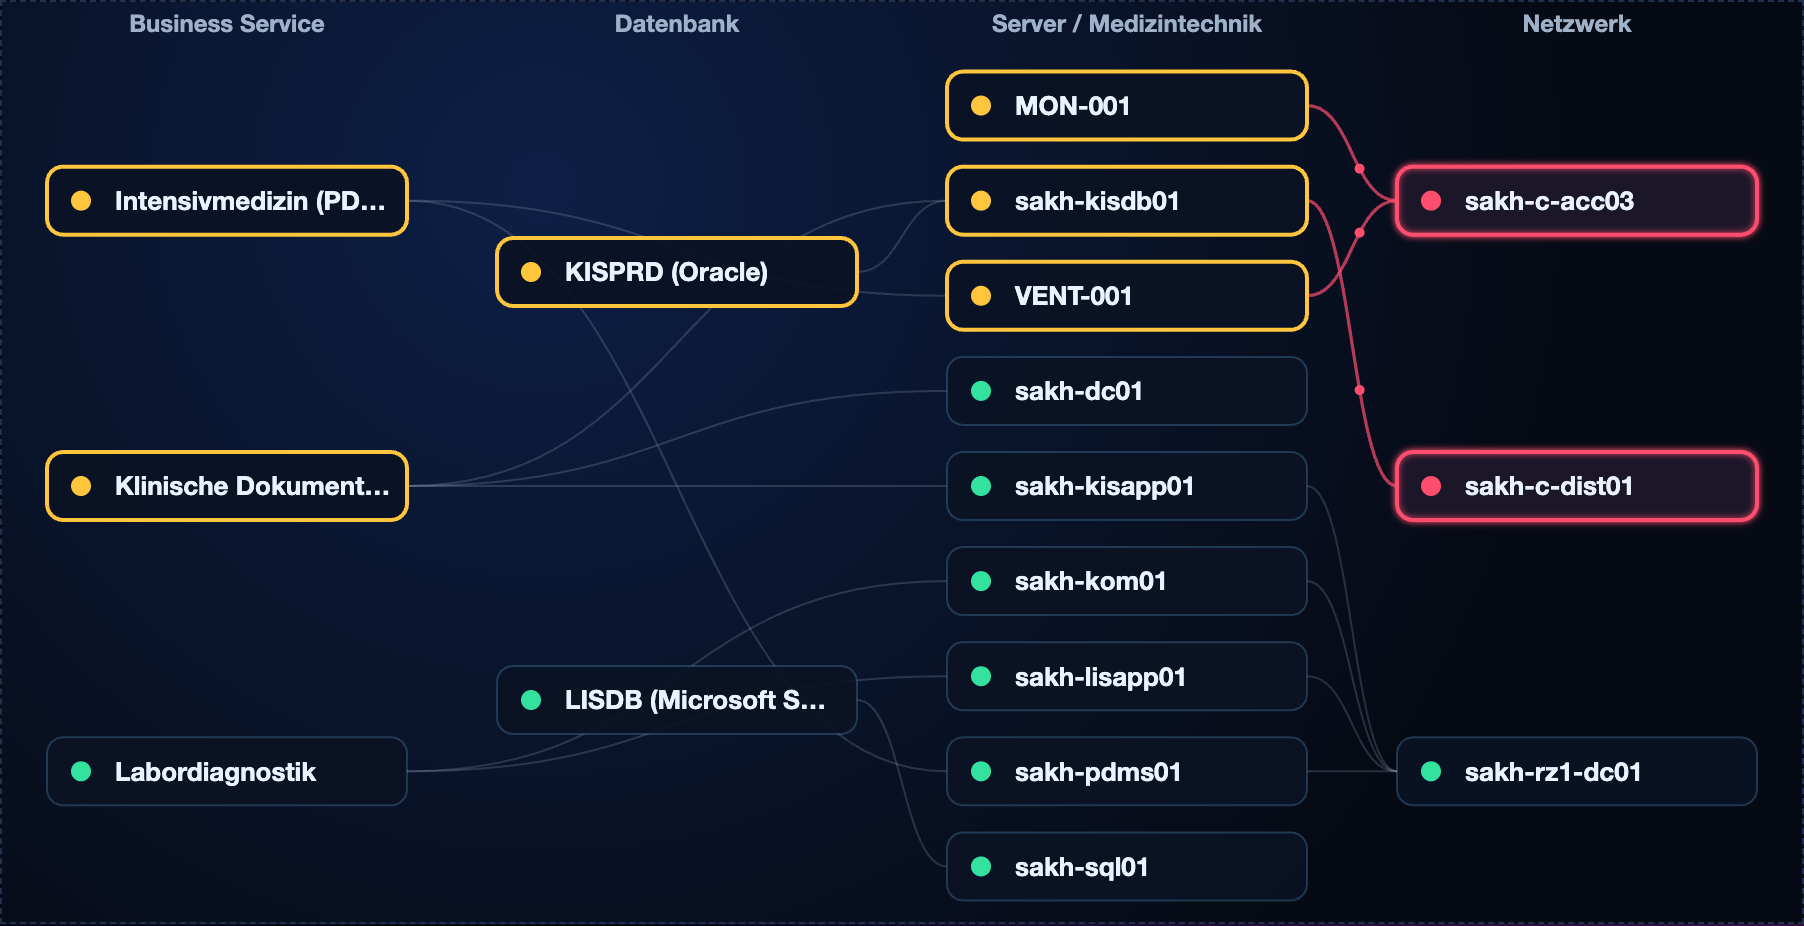 Business Service
Datenbank
Server / Medizintechnik
Netzwerk
MON-001
Intensivmedizin (PD...
sakh-kisdb01
sakh-c-acc03
KISPRD (Oracle)
VENT-001
sakh-dc01
Klinische Dokument...
sakh-kisapp01
sakh-c-dist01
sakh-kom01
sakh-lisapp01
LISDB (Microsoft S...
Labordiagnostik
sakh-pdms01
sakh-rz1-dc01
sakh-sql01